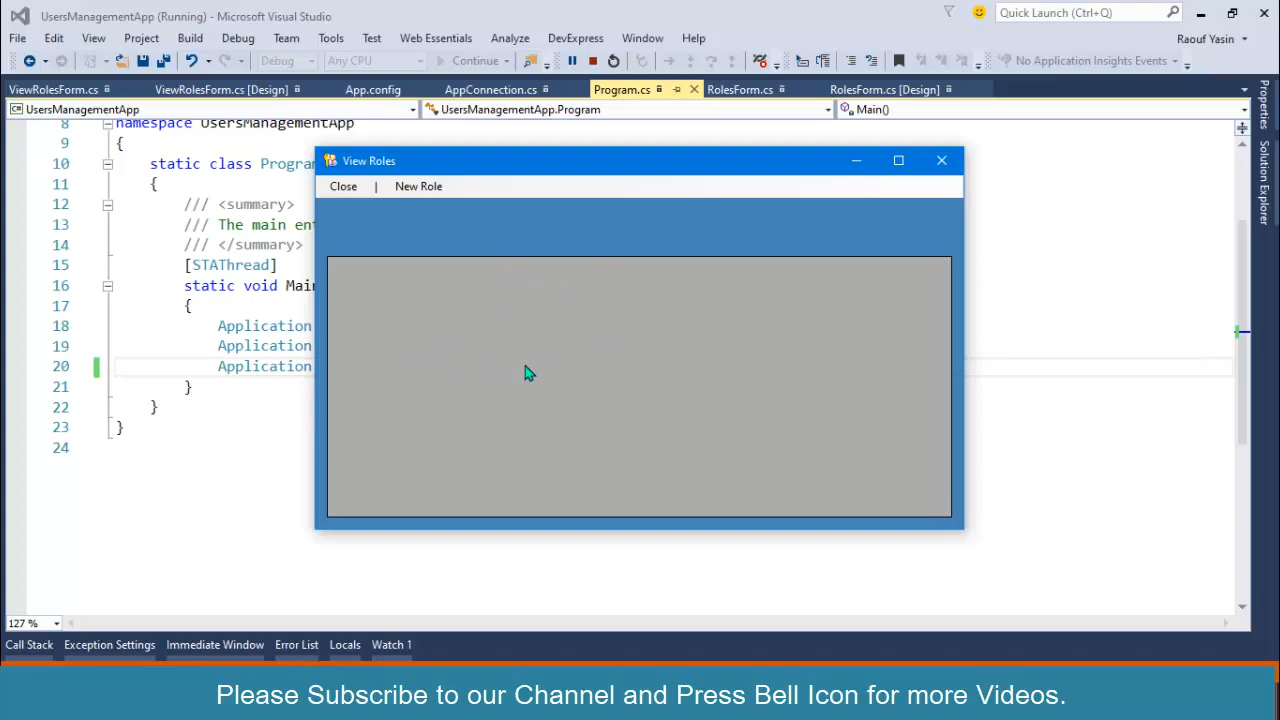 UsersManagementApp (Running) - Microsoft Visual Studio
Quick Launch (Ctrl+Q)
File Edit View Project Build Debug Team Tools Test Web Essentials Analyze DevExpress Window Help
Raouf Yasin
Debug Any CPU Continue No Application Insights Events
ViewRolesForm.cs ViewRolesForm.cs [Design] App.config AppConnection.cs Program.cs RolesForm.cs RolesForm.cs [Design]
UsersManagementApp UsersManagementApp.Program Main()
Properties
Solution Explorer
8 namespace UsersManagementApp
9 {
10 static class Program
11 {
12 /// <summary>
13 /// The main ent
14 /// </summary>
15 [STAThread]
16 static void Mai
17 {
18 Application
19 Application
20 Application
21 }
22 }
23 }
24
View Roles
Close | New Role
127 %
Call Stack Exception Settings Immediate Window Error List Locals Watch 1
Please Subscribe to our Channel and Press Bell Icon for more Videos.